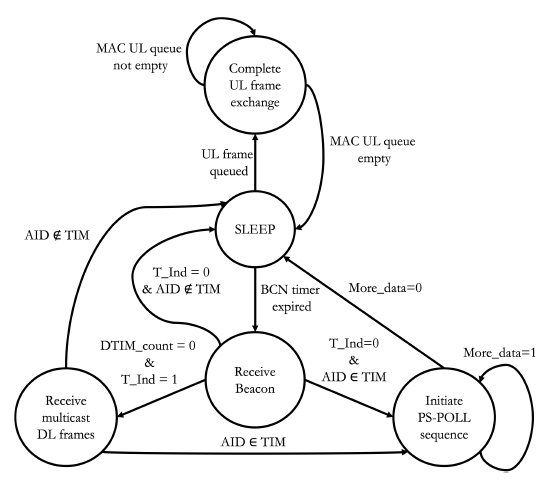 MAC UL queue
not empty
Complete
UL frame
exchange
UL frame
queued
MAC UL queue
empty
AID ∉ TIM
SLEEP
T_Ind = 0
& AID ∉ TIM
BCN timer
expired
More_data=0
DTIM_count = 0
&
T_Ind = 1
T_Ind=0
&
AID ∈ TIM
More_data=1
Receive
multicast
DL frames
Receive
Beacon
Initiate
PS-POLL
sequence
AID ∈ TIM